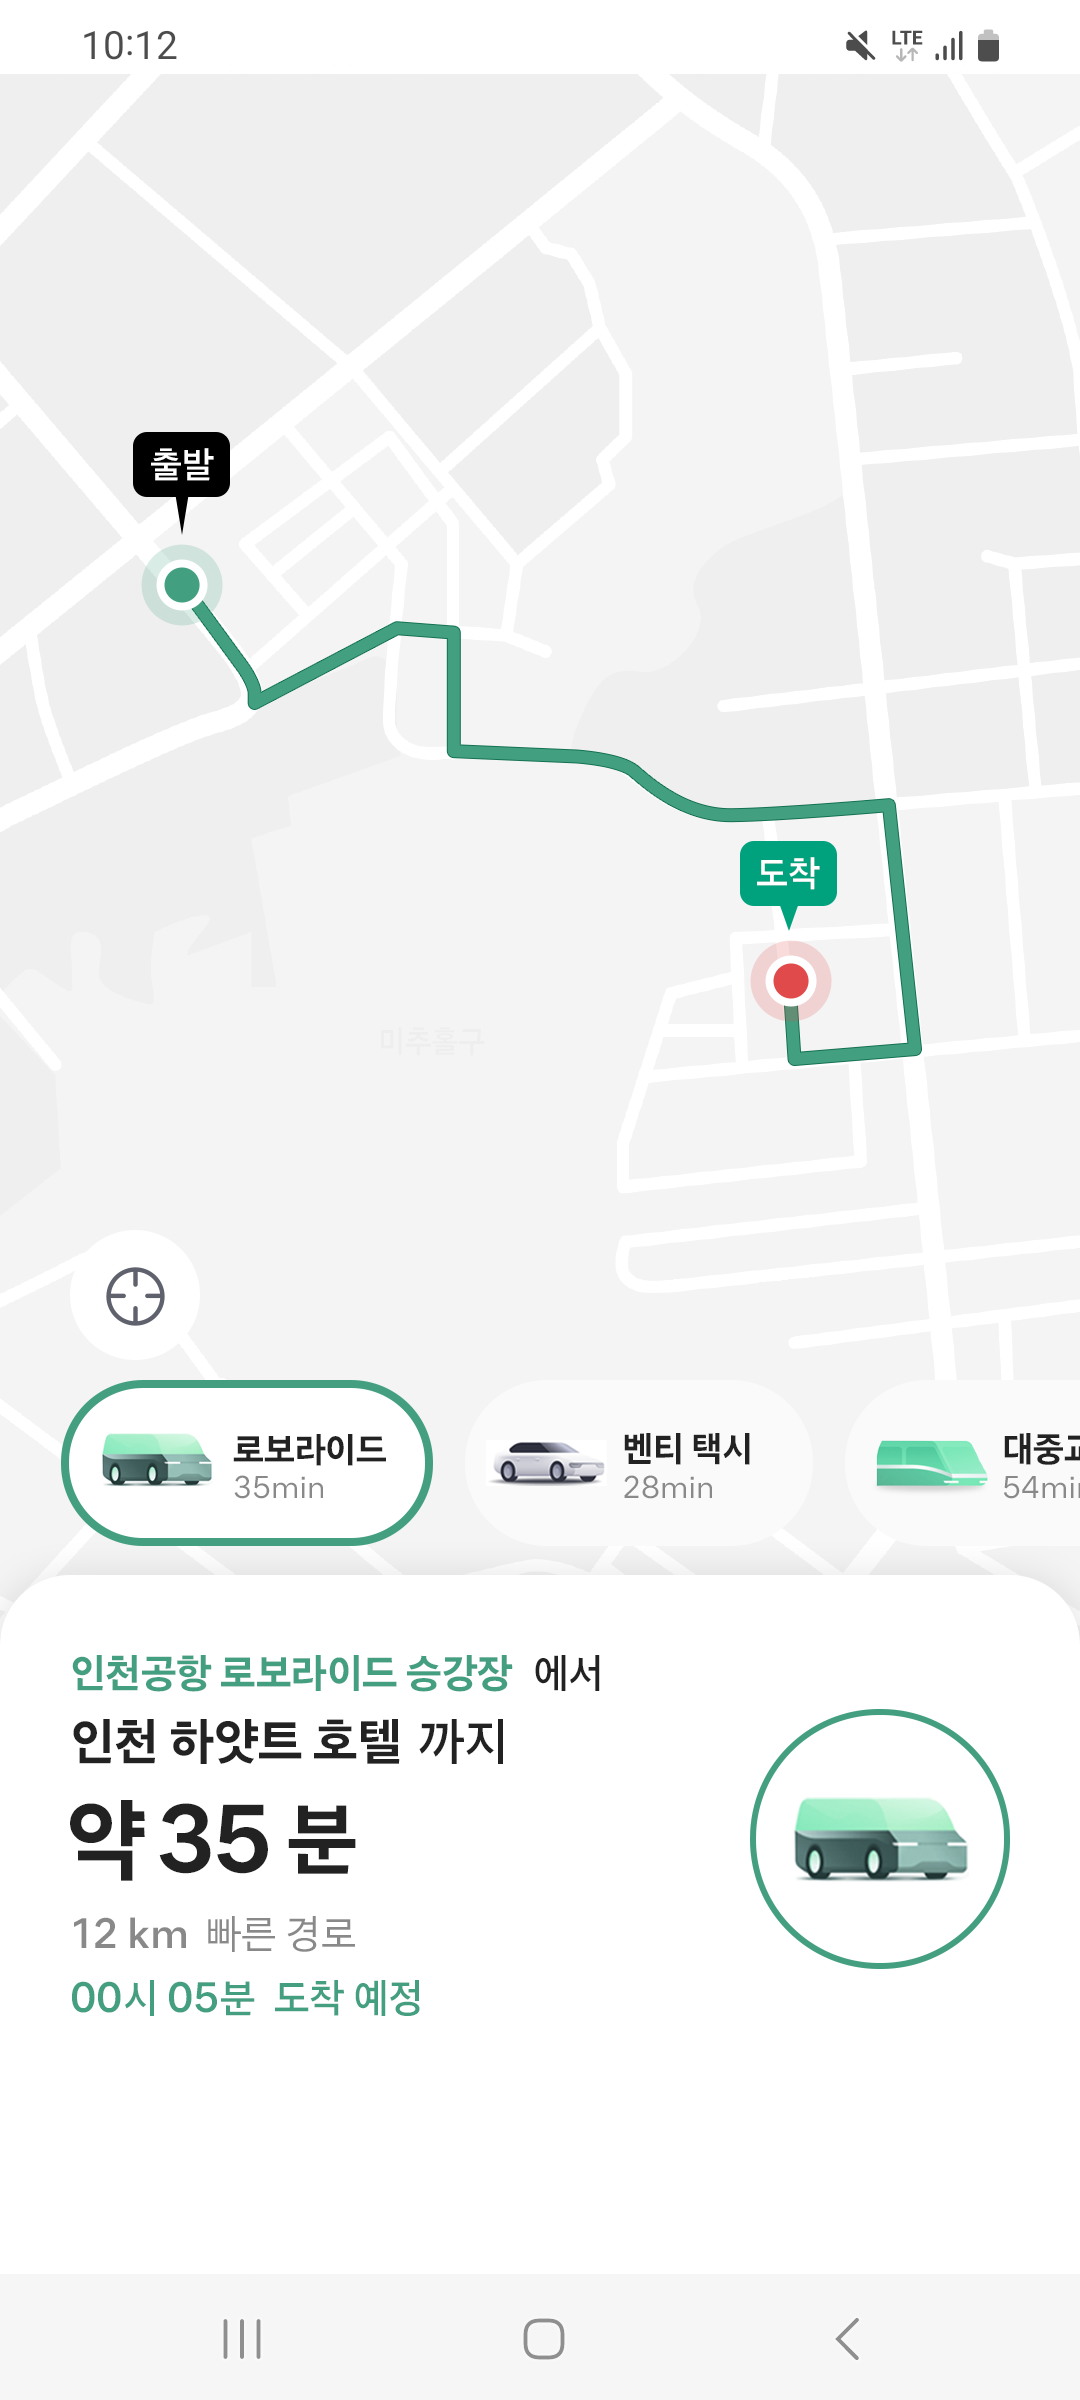 10:12
LTE
출발
도착
미추홀구
로보라이드
35min
벤티 택시
28min
대중교
54min
인천공항 로보라이드 승강장 에서
인천 하얏트 호텔 까지
약 35 분
12 km 빠른 경로
00시 05분 도착 예정